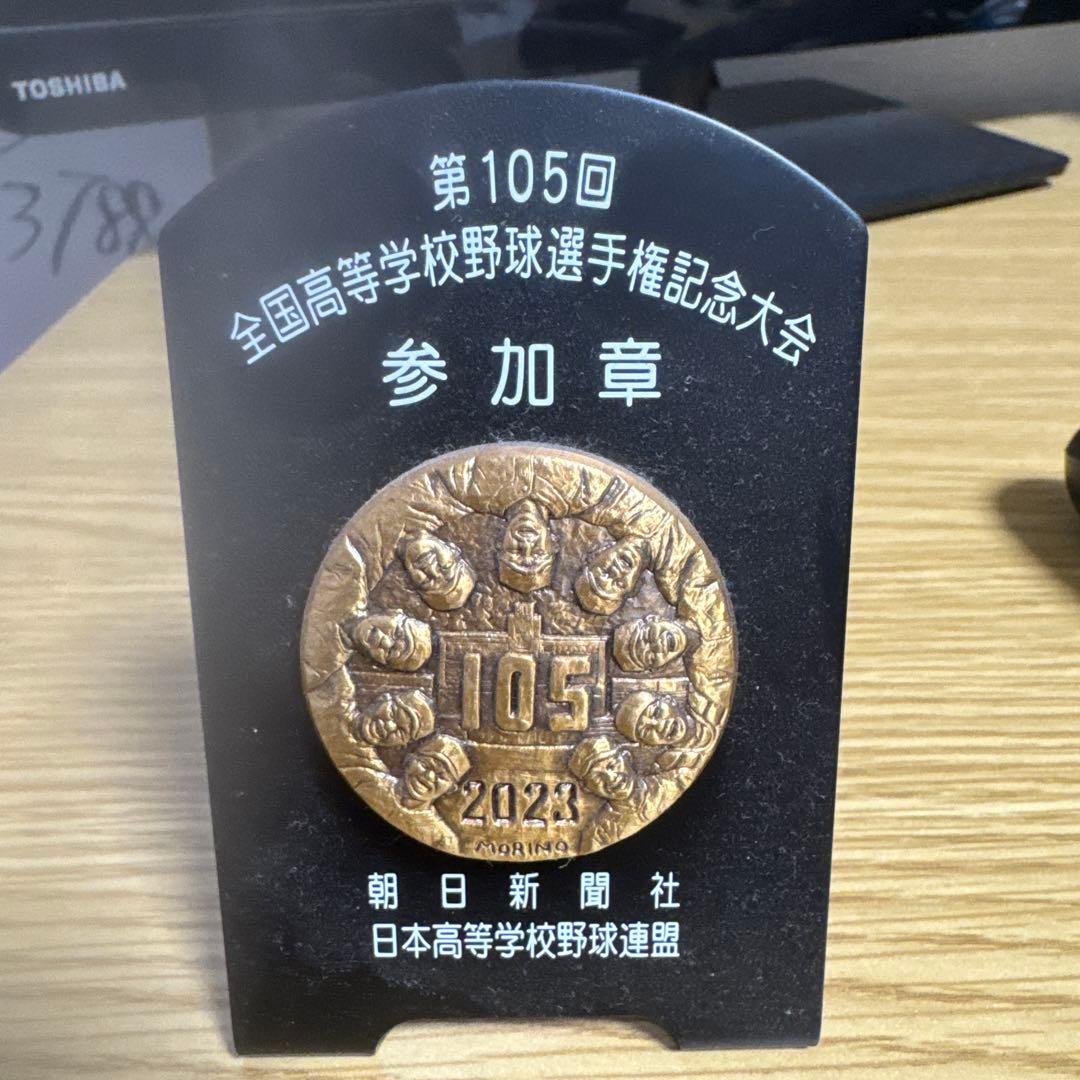 TOSHIBA
第105回
全国高等学校野球選手権記念大会
参加章
105
2023
MORINO
朝日新聞社
日本高等学校野球連盟